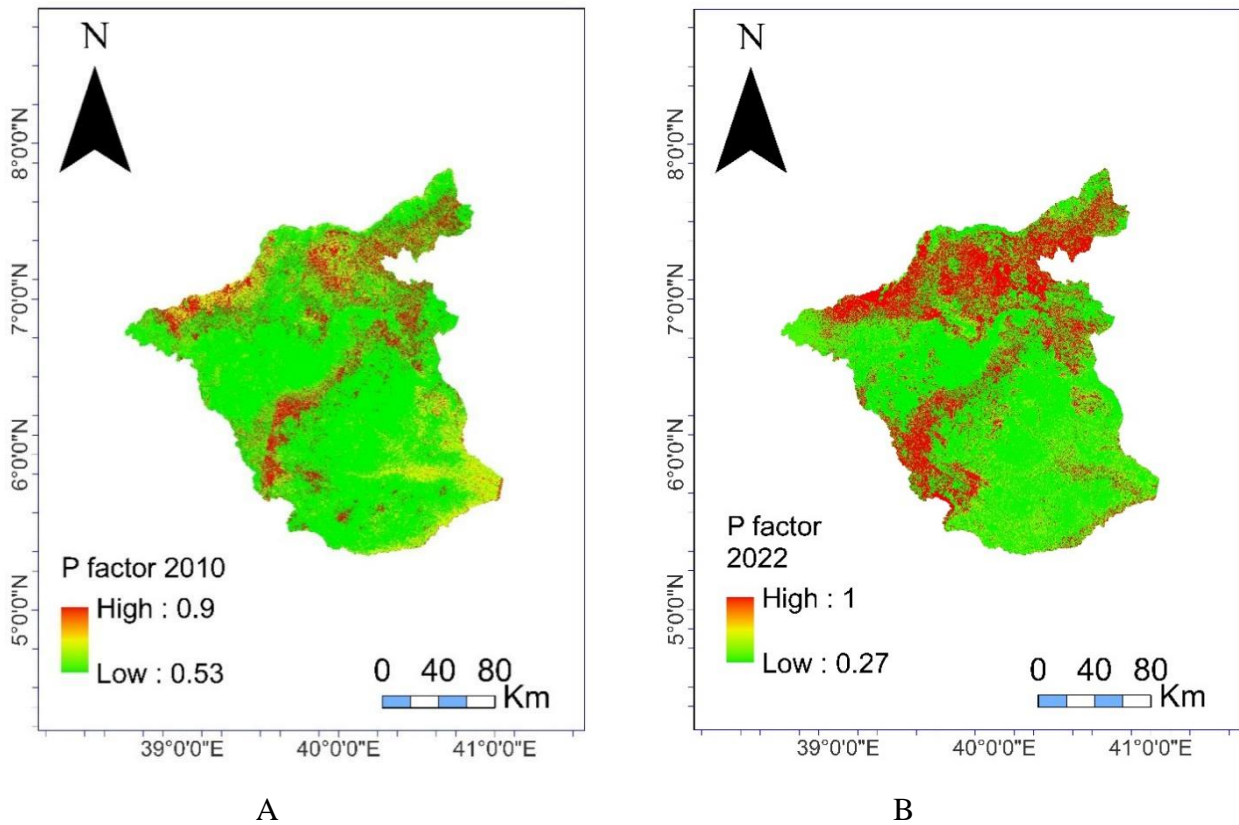 N
8°0'0"N
7°0'0"N
6°0'0"N
5°0'0"N
P factor 2010
High : 0.9
Low : 0.53
0 40 80
Km
39°0'0"E 40°0'0"E 41°0'0"E
A
N
8°0'0"N
7°0'0"N
6°0'0"N
5°0'0"N
P factor
2022
High : 1
Low : 0.27
0 40 80
Km
39°0'0"E 40°0'0"E 41°0'0"E
B